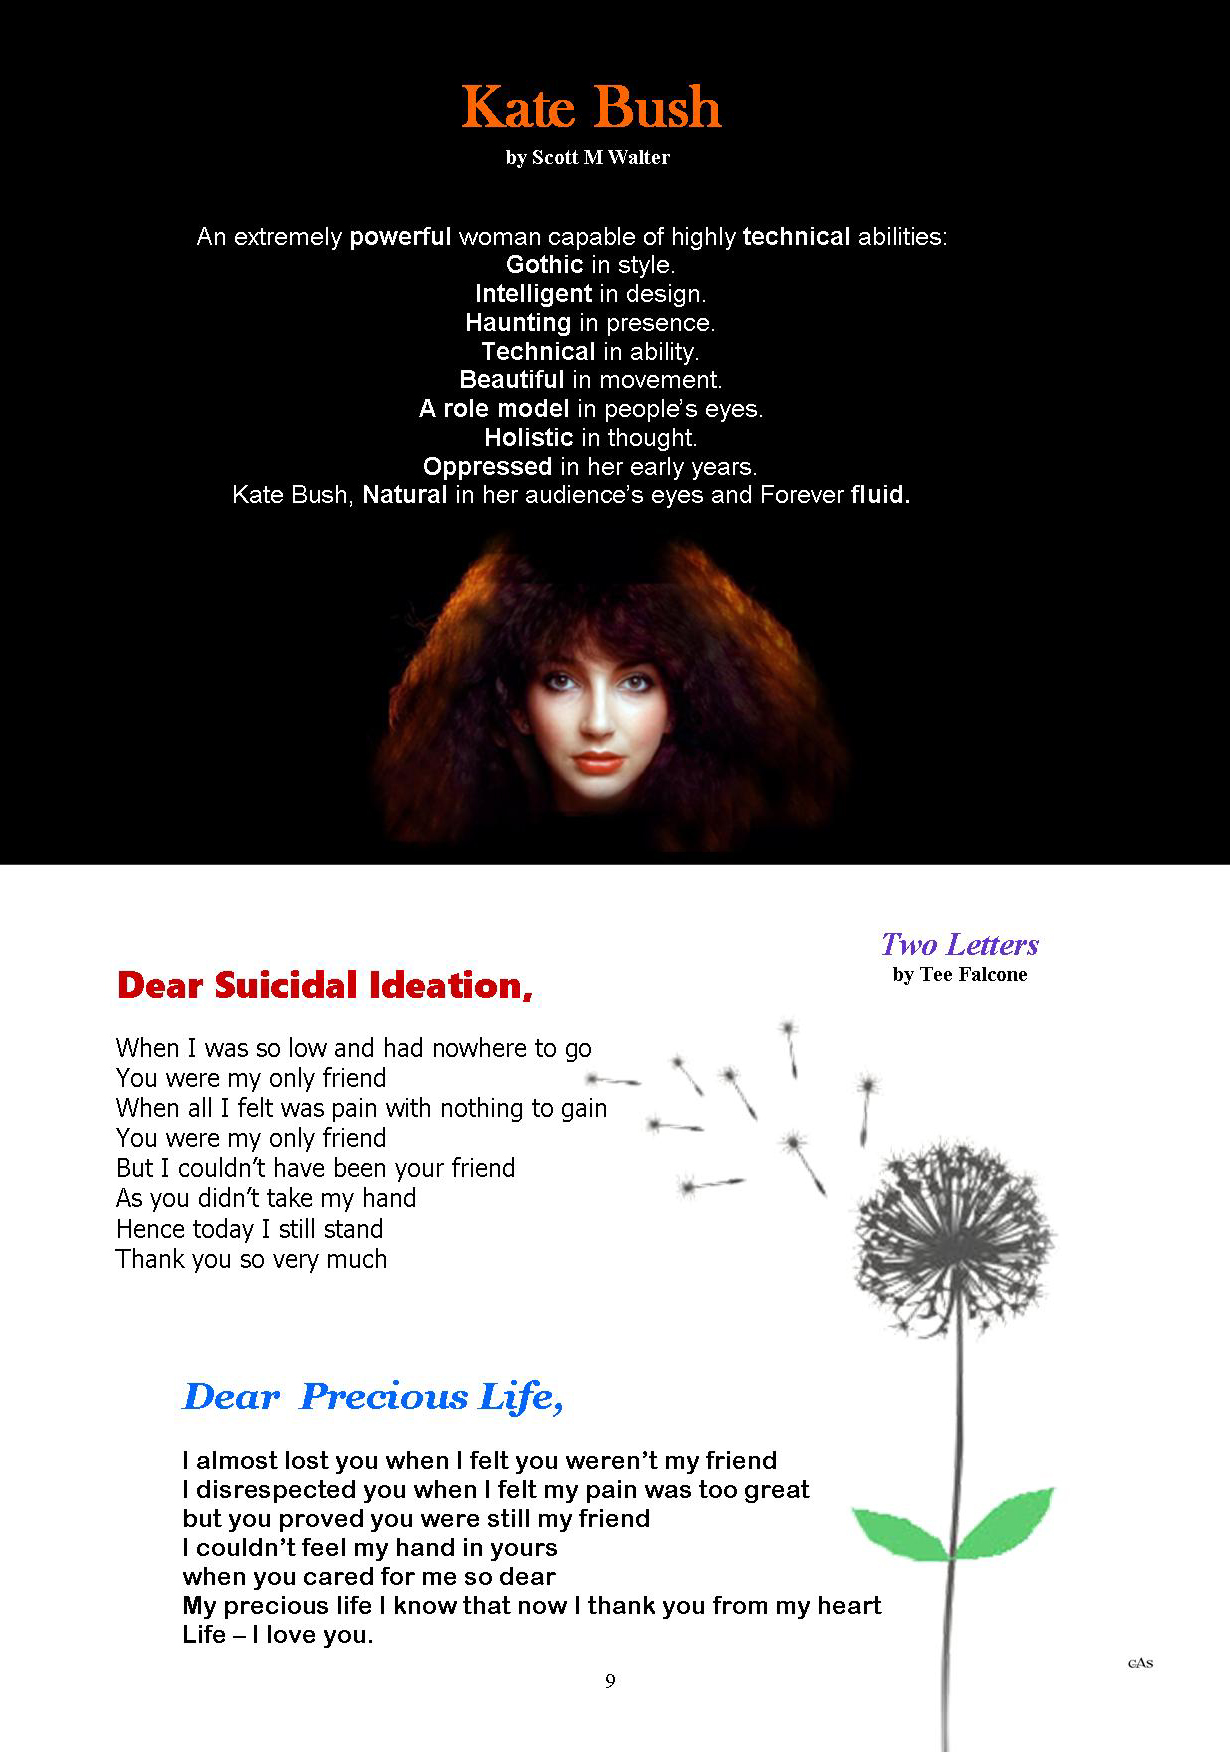 Kate Bush
by Scott M Walter
An extremely powerful woman capable of highly technical abilities:
Gothic in style.
Intelligent in design.
Haunting in presence.
Technical in ability.
Beautiful in movement.
A role model in people’s eyes.
Holistic in thought.
Oppressed in her early years.
Kate Bush, Natural in her audience’s eyes and Forever fluid.
Two Letters
by Tee Falcone
Dear Suicidal Ideation,
When I was so low and had nowhere to go
You were my only friend
When all I felt was pain with nothing to gain
You were my only friend
But I couldn’t have been your friend
As you didn’t take my hand
Hence today I still stand
Thank you so very much
Dear Precious Life,
I almost lost you when I felt you weren’t my friend
I disrespected you when I felt my pain was too great
but you proved you were still my friend
I couldn’t feel my hand in yours
when you cared for me so dear
My precious life I know that now I thank you from my heart
Life – I love you.
GAS
9